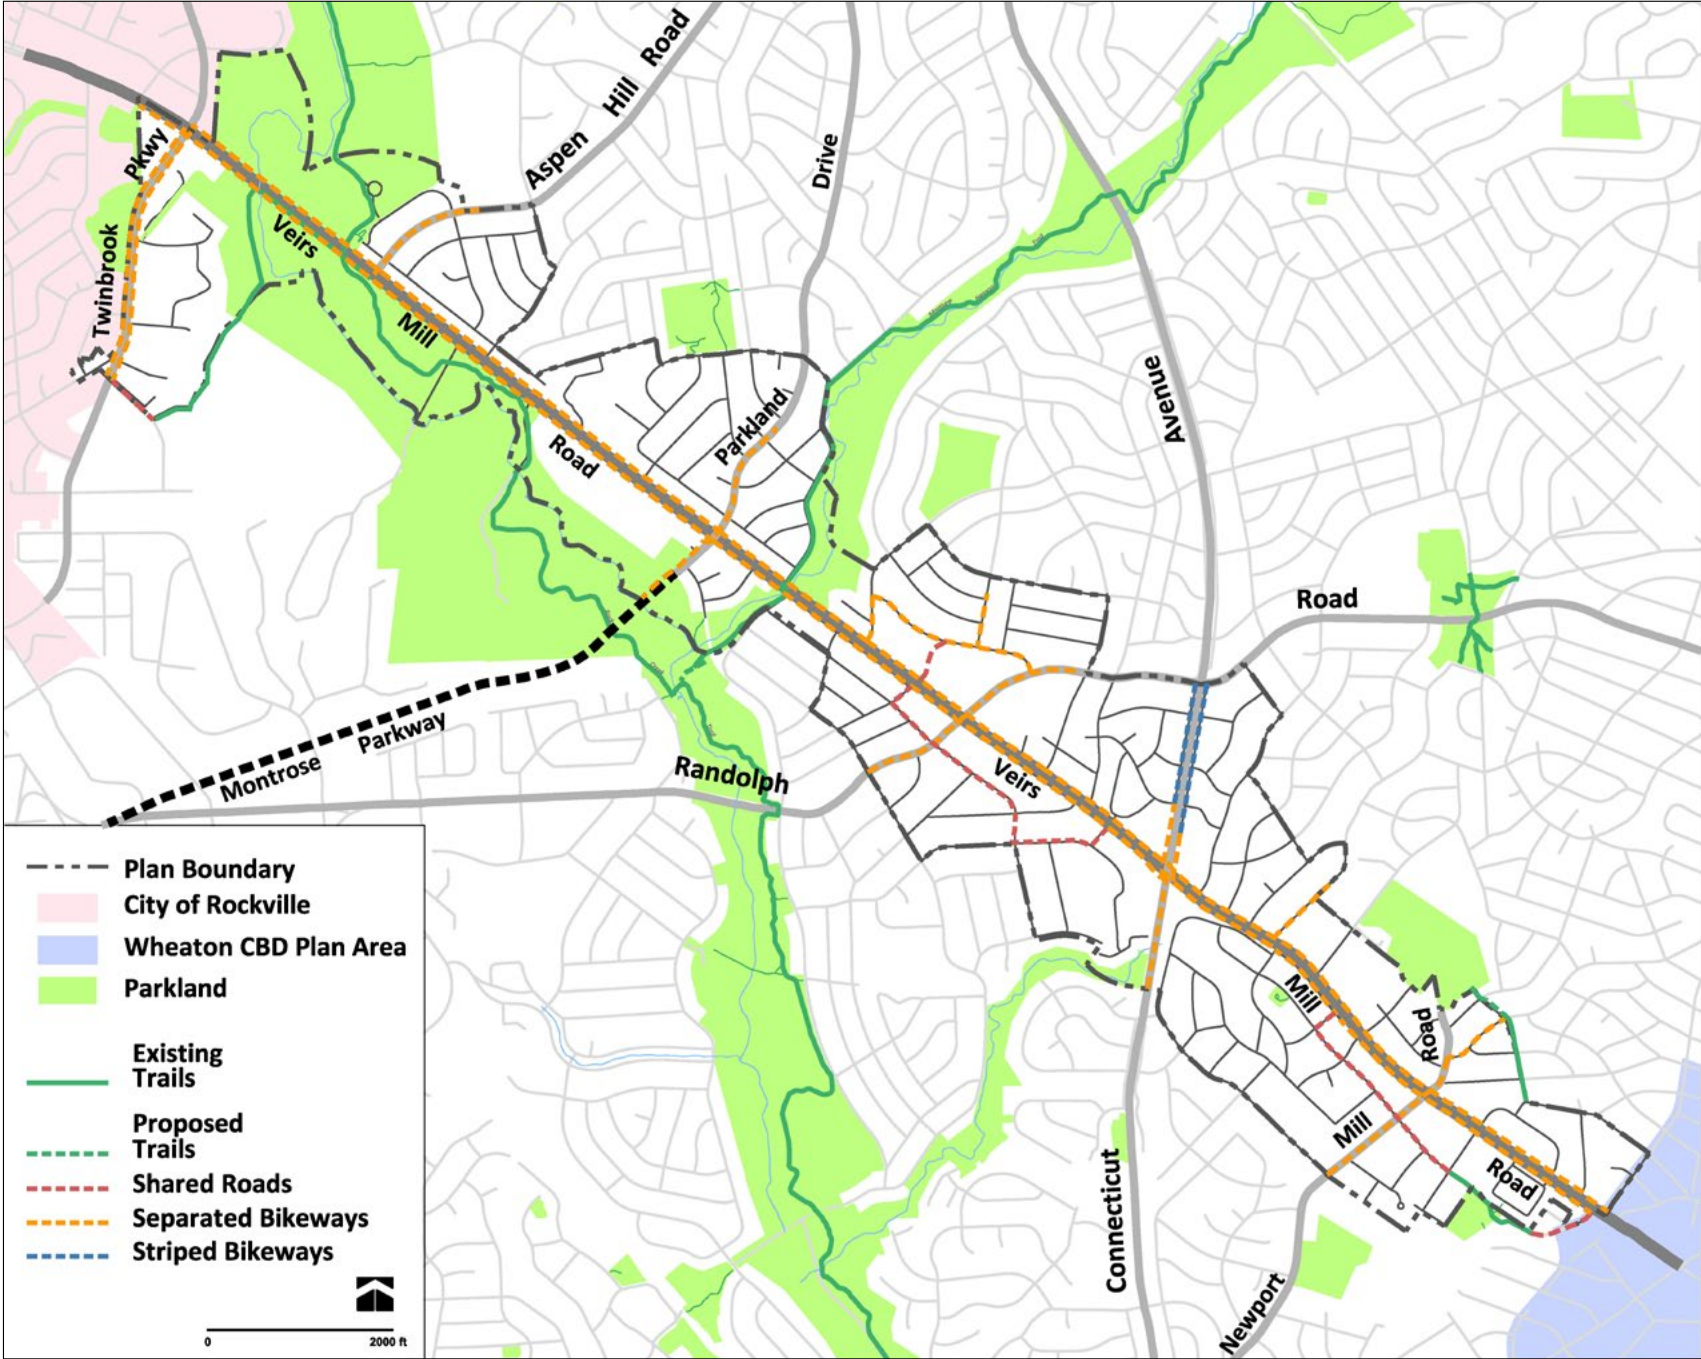 Aspen
Hill
Road
Drive
Pkwy
Twinbrook
Veirs
Mill
Road
Parkland
Avenue
Road
Montrose
Parkway
Randolph
Veirs
Mill
Road
Mill
Road
Connecticut
Newport
Plan Boundary
City of Rockville
Wheaton CBD Plan Area
Parkland
Existing
Trails
Proposed
Trails
Shared Roads
Separated Bikeways
Striped Bikeways
0
2000 ft